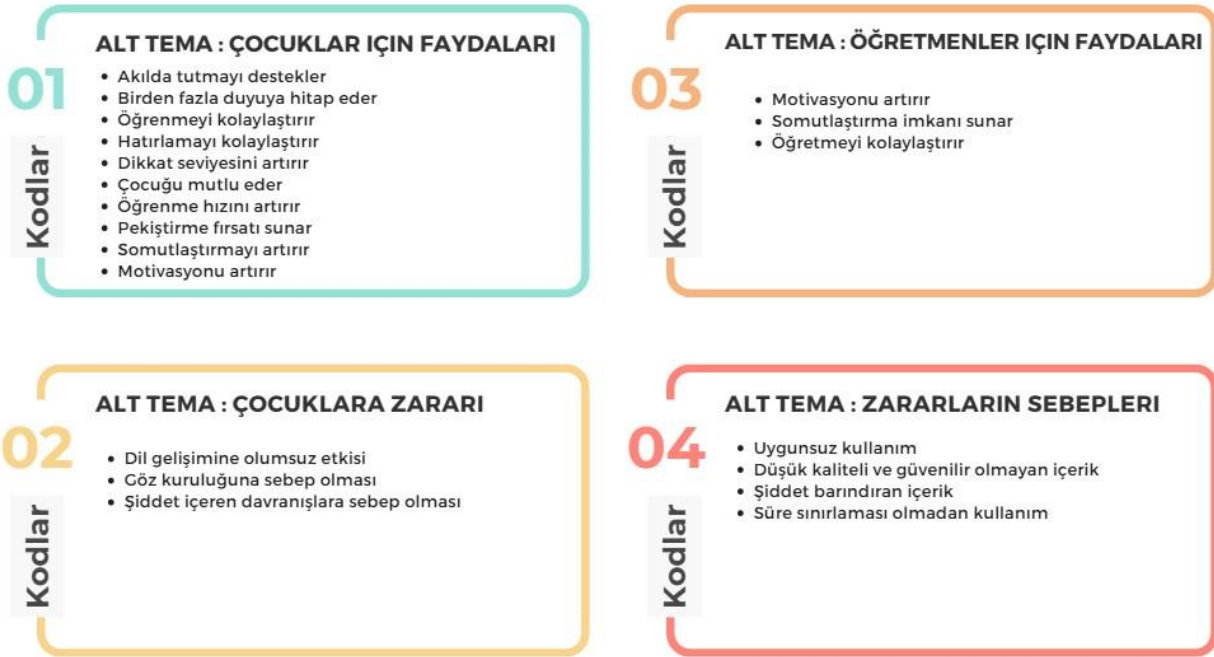 ALT TEMA : ÇOCUKLAR IÇIN FAYDALARI
01
Kodlar
• Akılda tutmayı destekler
• Birden fazla duyuya hitap eder
• Öğrenmeyi kolaylaştırır
• Hatırlamayı kolaylaştırır
• Dikkat seviyesini artırır
• Çocuğu mutlu eder
• Öğrenme hızını artırır
• Pekiştirme fırsatı sunar
• Somutlaştırmayı artırır
• Motivasyonu artırır
ALT TEMA : ÖĞRETMENLER IÇIN FAYDALARI
03
Kodlar
• Motivasyonu artırır
• Somutlaştırma imkanı sunar
• Öğretmeyi kolaylaştırır
ALT TEMA : ÇOCUKLARA ZARARI
02
Kodlar
• Dil gelişimine olumsuz etkisi
• Göz kuruluğuna sebep olması
• Şiddet içeren davranışlara sebep olması
ALT TEMA : ZARARLARIN SEBEPLERI
04
Kodlar
• Uygunsuz kullanım
• Düşük kaliteli ve güvenilir olmayan içerik
• Şiddet barındıran içerik
• Süre sınırlaması olmadan kullanım